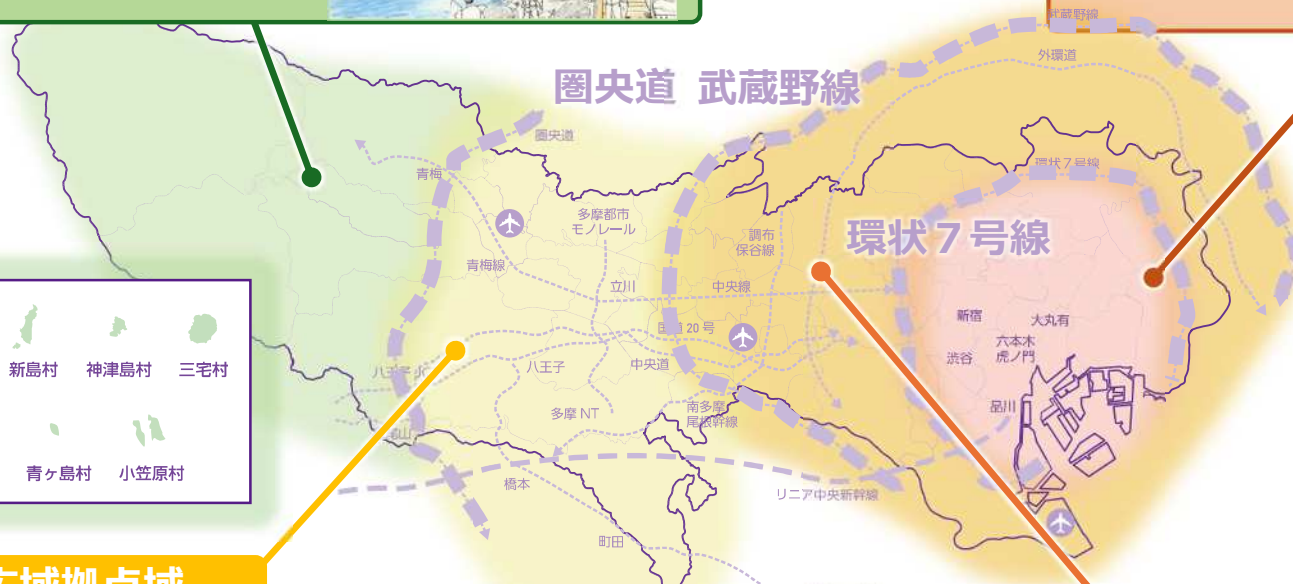 武蔵野線
外環道
圏央道 武蔵野線
圏央道
環状7号線
青梅
多摩都市
モノレール
調布
保谷線
環状7号線
青梅線
立川
中央線
新宿
大丸有
国道20号
六本木
虎ノ門
渋谷
新島村 神津島村 三宅村
八王子
中央道
多摩NT
南多摩
尾根幹線
品川
青ヶ島村 小笠原村
橋本
リニア中央新幹線
町田
広域拠点域